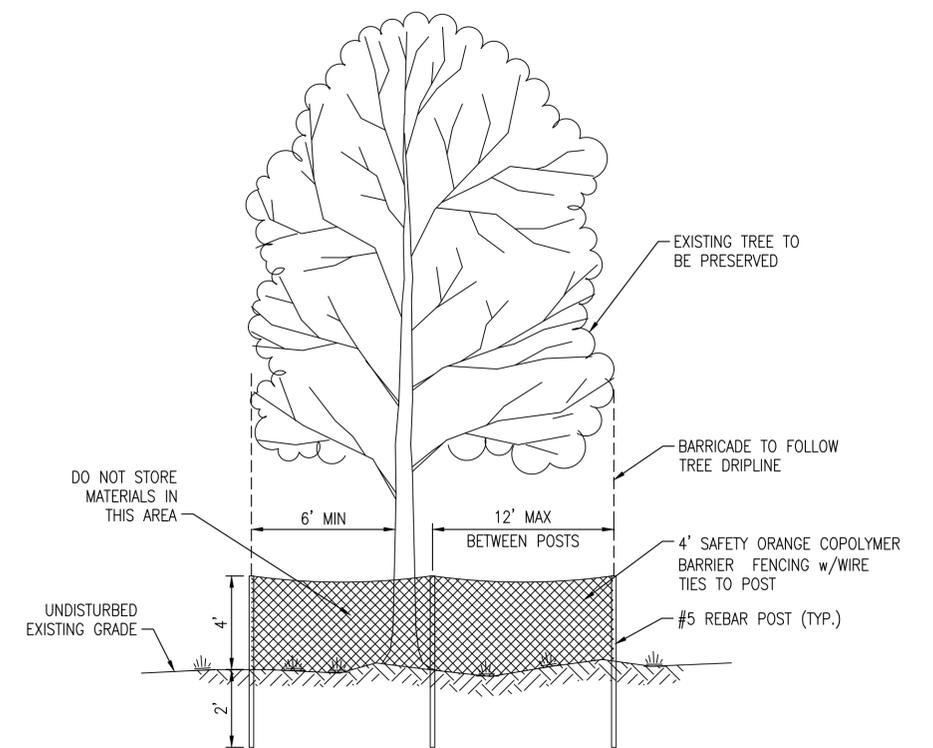 EXISTING TREE TO
BE PRESERVED
BARRICADE TO FOLLOW
TREE DRIPLINE
DO NOT STORE
MATERIALS IN
THIS AREA
6' MIN
12' MAX
BETWEEN POSTS
4' SAFETY ORANGE COPOLYMER
BARRIER FENCING w/WIRE
TIES TO POST
UNDISTURBED
EXISTING GRADE
4'
#5 REBAR POST (TYP.)
2'